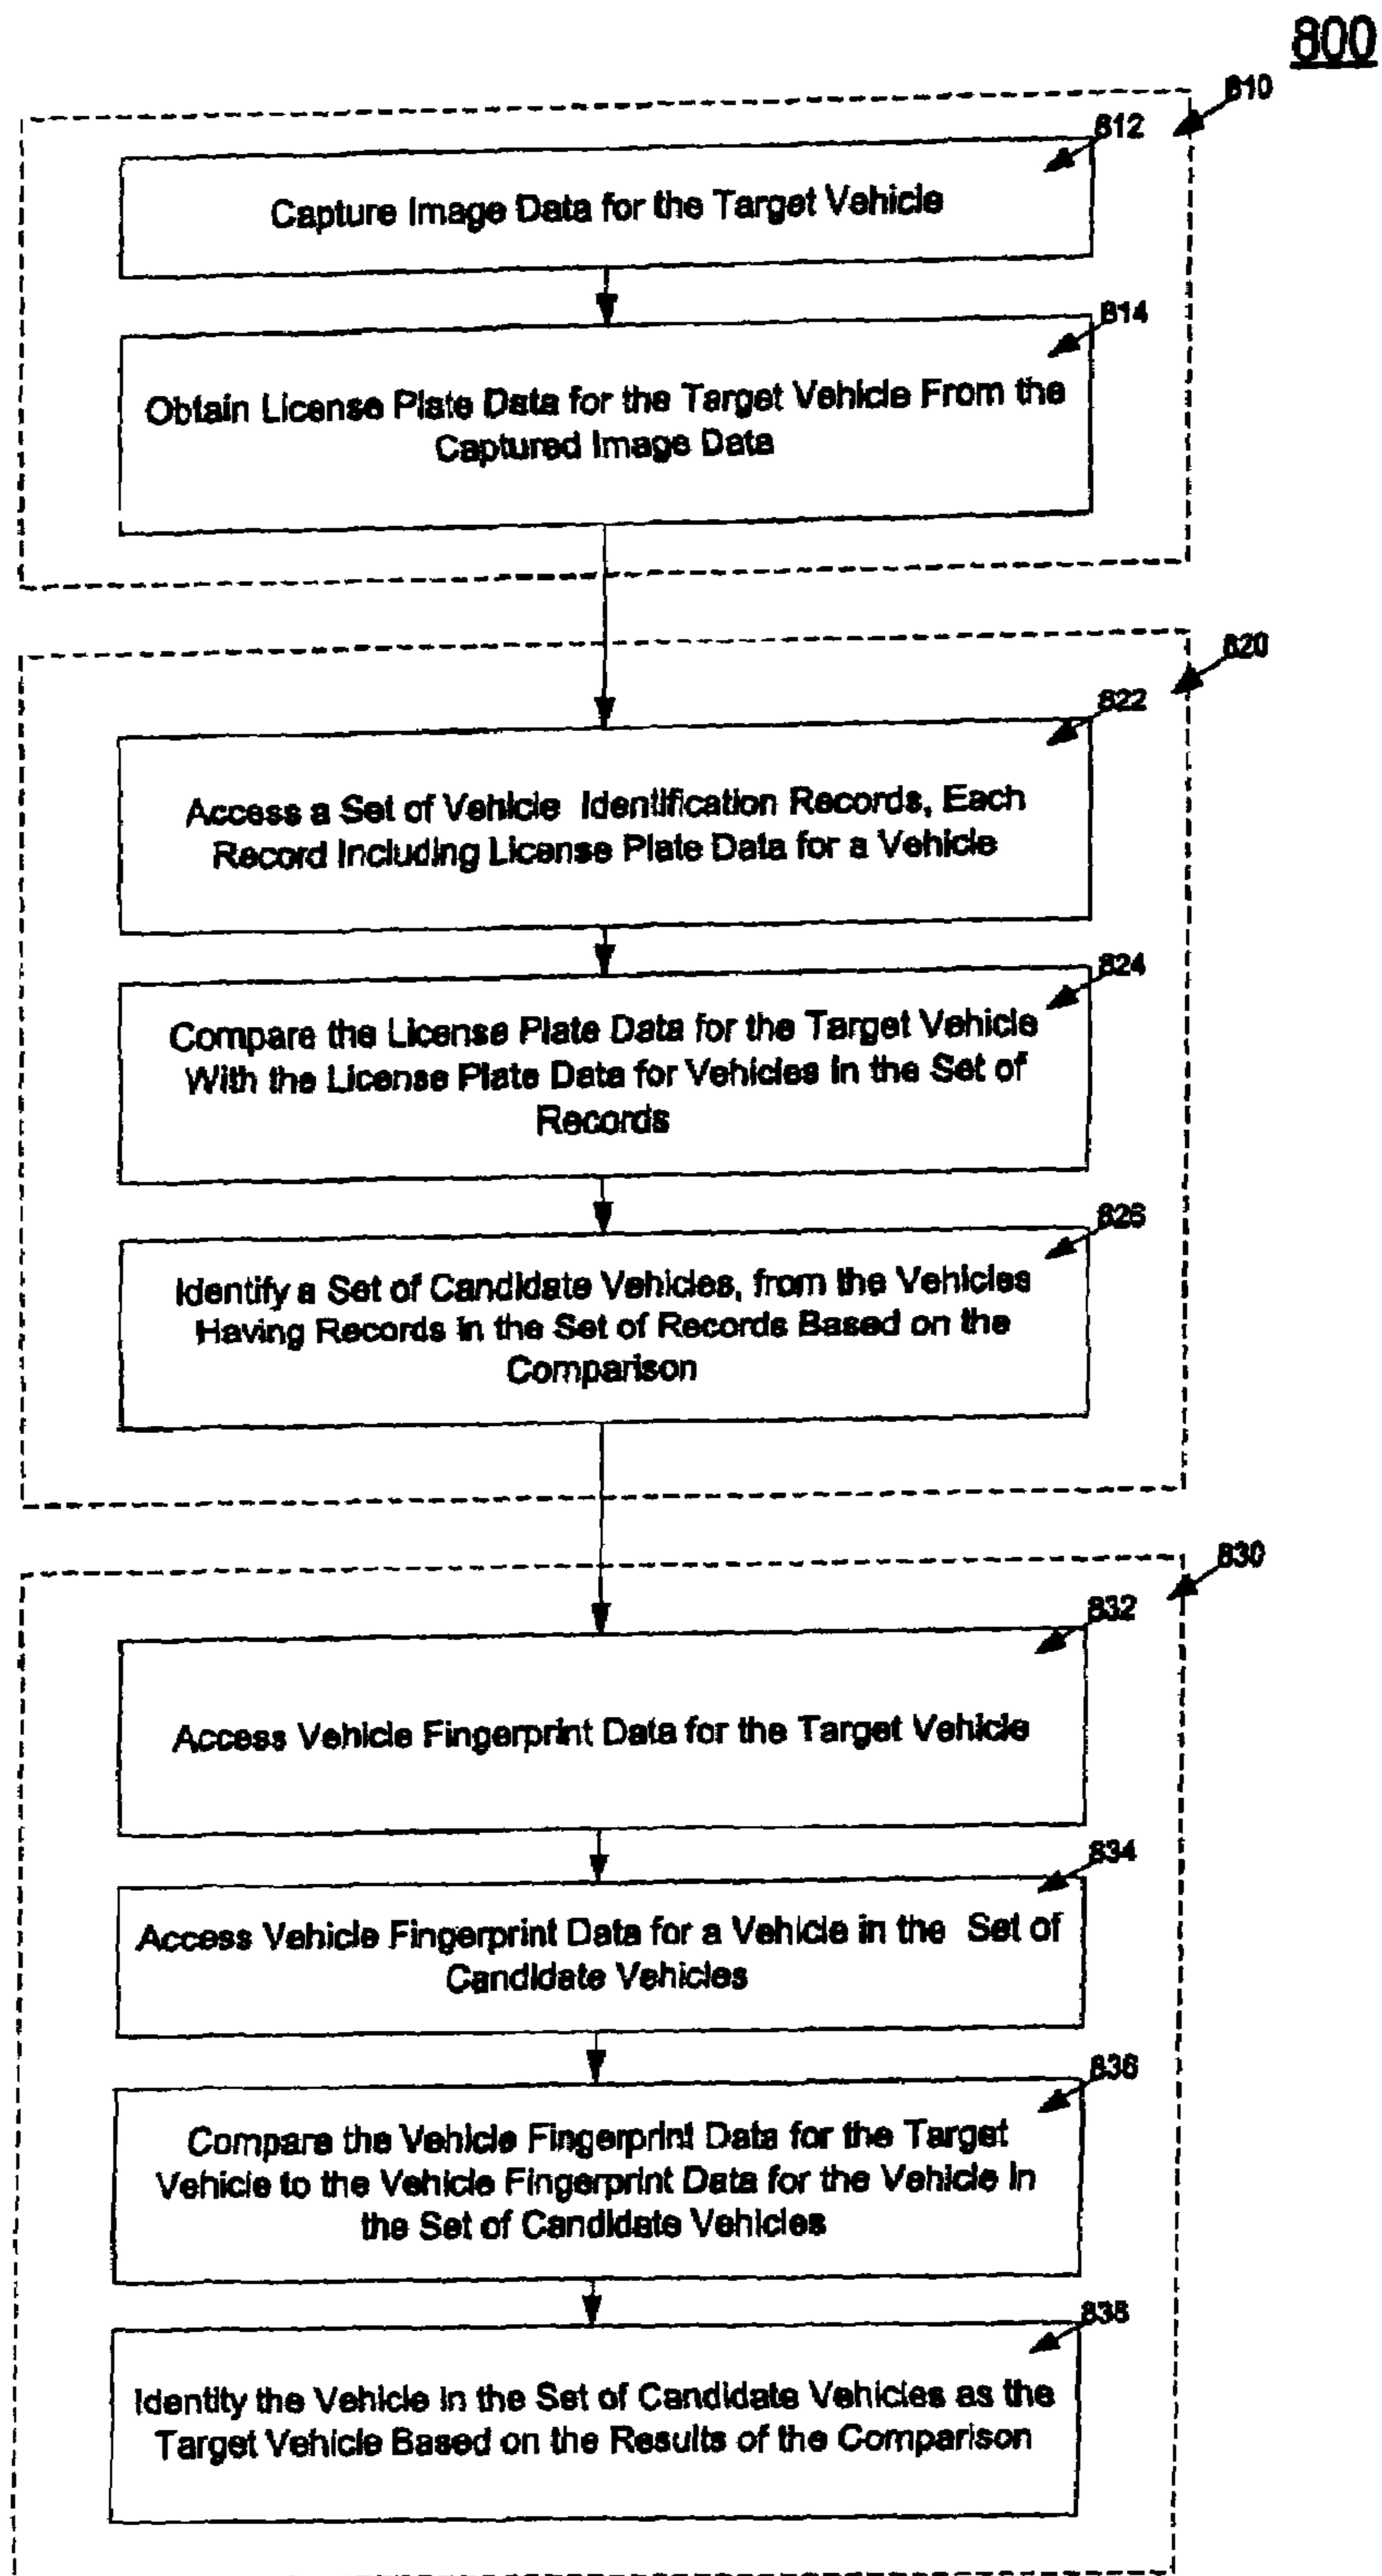 800
810
812
Capture Image Data for the Target Vehicle
814
Obtain License Plate Data for the Target Vehicle From the
Captured Image Data
820
822
Access a Set of Vehicle Identification Records, Each
Record Including License Plate Data for a Vehicle
824
Compare the License Plate Data for the Target Vehicle
With the License Plate Data for Vehicles in the Set of
Records
826
Identify a Set of Candidate Vehicles, from the Vehicles
Having Records in the Set of Records Based on the
Comparison
830
832
Access Vehicle Fingerprint Data for the Target Vehicle
834
Access Vehicle Fingerprint Data for a Vehicle in the Set of
Candidate Vehicles
836
Compare the Vehicle Fingerprint Data for the Target
Vehicle to the Vehicle Fingerprint Data for the Vehicle in
the Set of Candidate Vehicles
838
Identity the Vehicle in the Set of Candidate Vehicles as the
Target Vehicle Based on the Results of the Comparison